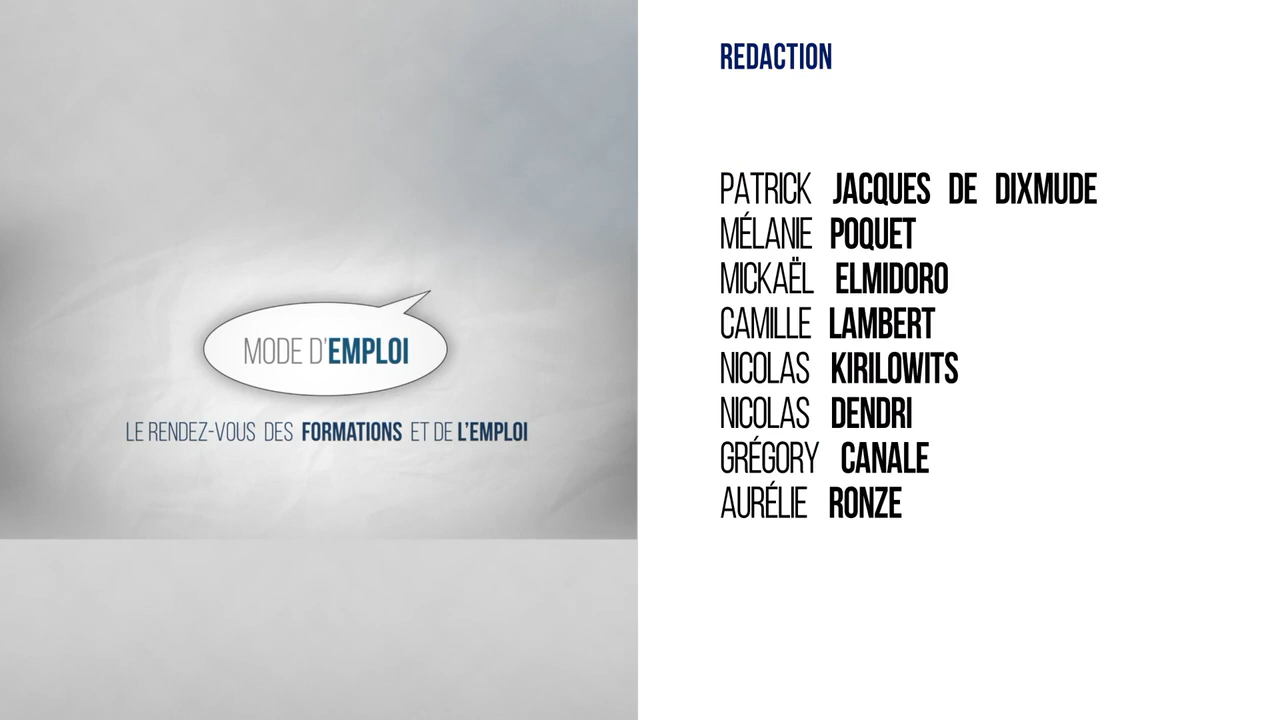 MODE D'EMPLOI
LE RENDEZ-VOUS DES FORMATIONS ET DE L'EMPLOI
REDACTION
PATRICK JACQUES DE DIXMUDE
MÉLANIE POQUET
MICKAËL ELMIDORO
CAMILLE LAMBERT
NICOLAS KIRILOWITS
NICOLAS DENDRI
GRÉGORY CANALE
AURÉLIE RONZE